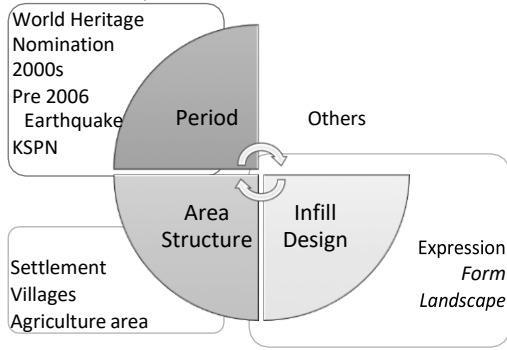 World Heritage
Nomination
2000s
Pre 2006
Earthquake
KSPN
Period
Others
Area
Structure
Infill
Design
Settlement
Villages
Agriculture area
Expression
Form
Landscape